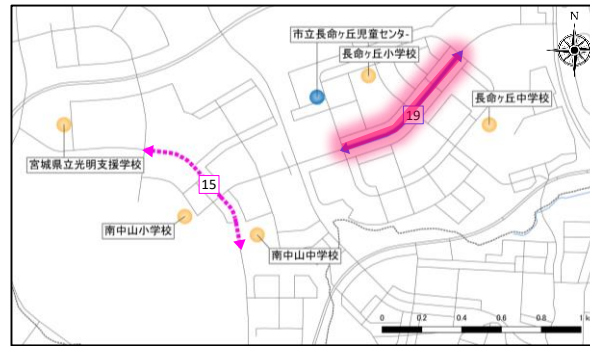 N
市立長命ヶ丘児童センター
長命ヶ丘小学校
長命ヶ丘中学校
19
宮城県立光明支援学校
15
南中山小学校
南中山中学校
0 0.2 0.4 0.6 0.8 1 k